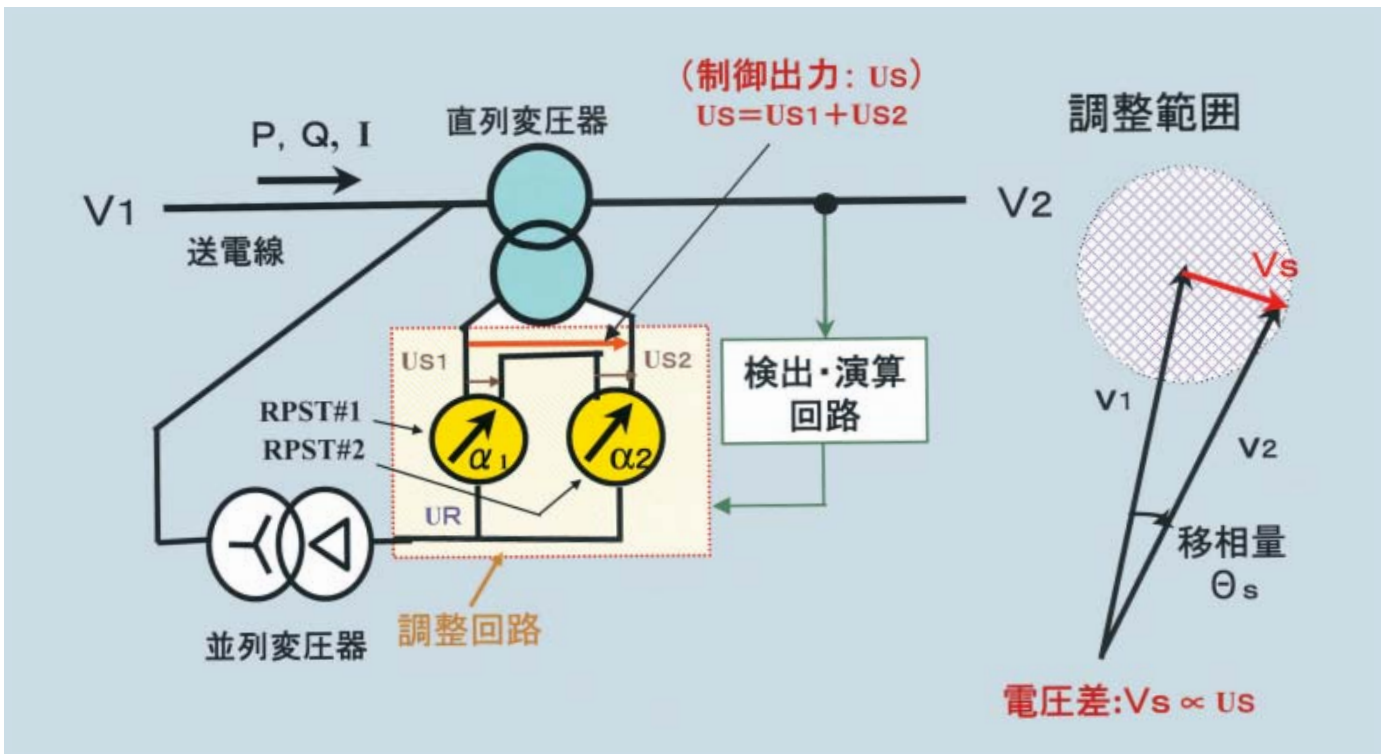 (制御出力: US)
US=US1+US2
直列変圧器
調整範囲
P, Q, I
V1
V2
送電線
Vs
US1
US2
検出・演算
回路
RPST#1
RPST#2
α1
α2
V1
V2
UR
移相量
Θs
並列変圧器
調整回路
電圧差:Vs ∝ US